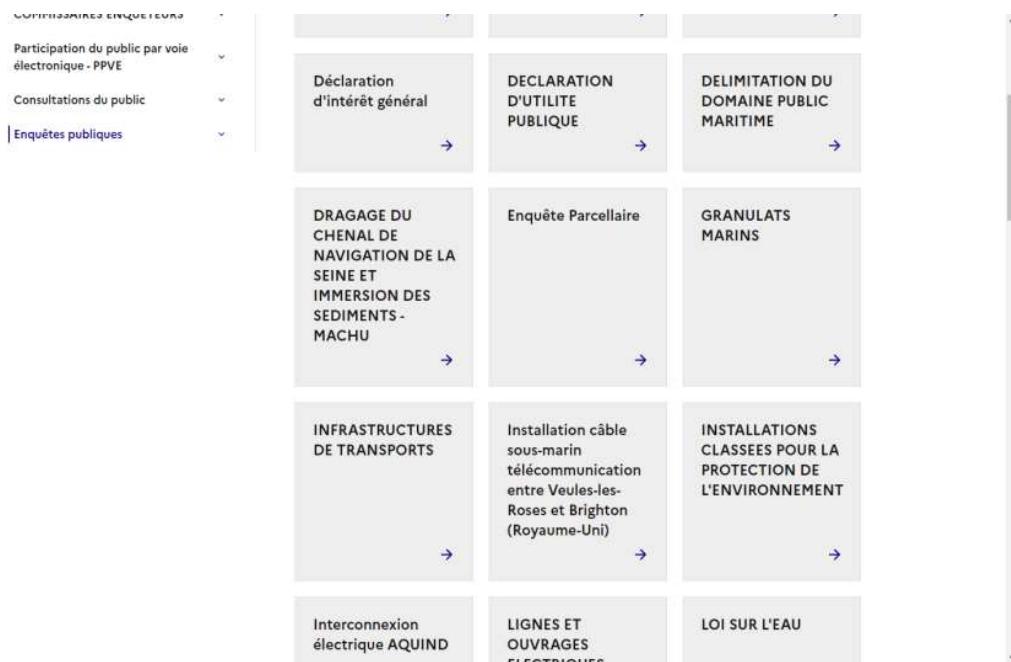 COMMISSAIRES ENQUETEURS
Participation du public par voie
électronique - PPVE
Consultations du public
Enquêtes publiques
Déclaration
d'intérêt général
DECLARATION
D'UTILITE
PUBLIQUE
DELIMITATION DU
DOMAINE PUBLIC
MARITIME
DRAGAGE DU
CHENAL DE
NAVIGATION DE LA
SEINE ET
IMMERSION DES
SEDIMENTS -
MACHU
Enquête Parcellaire
GRANULATS
MARINS
INFRASTRUCTURES
DE TRANSPORTS
Installation câble
sous-marin
télécommunication
entre Veules-les-
Roses et Brighton
(Royaume-Uni)
INSTALLATIONS
CLASSEES POUR LA
PROTECTION DE
L'ENVIRONNEMENT
Interconnexion
électrique AQUIND
LIGNES ET
OUVRAGES
ELECTRIQUES
LOI SUR L'EAU